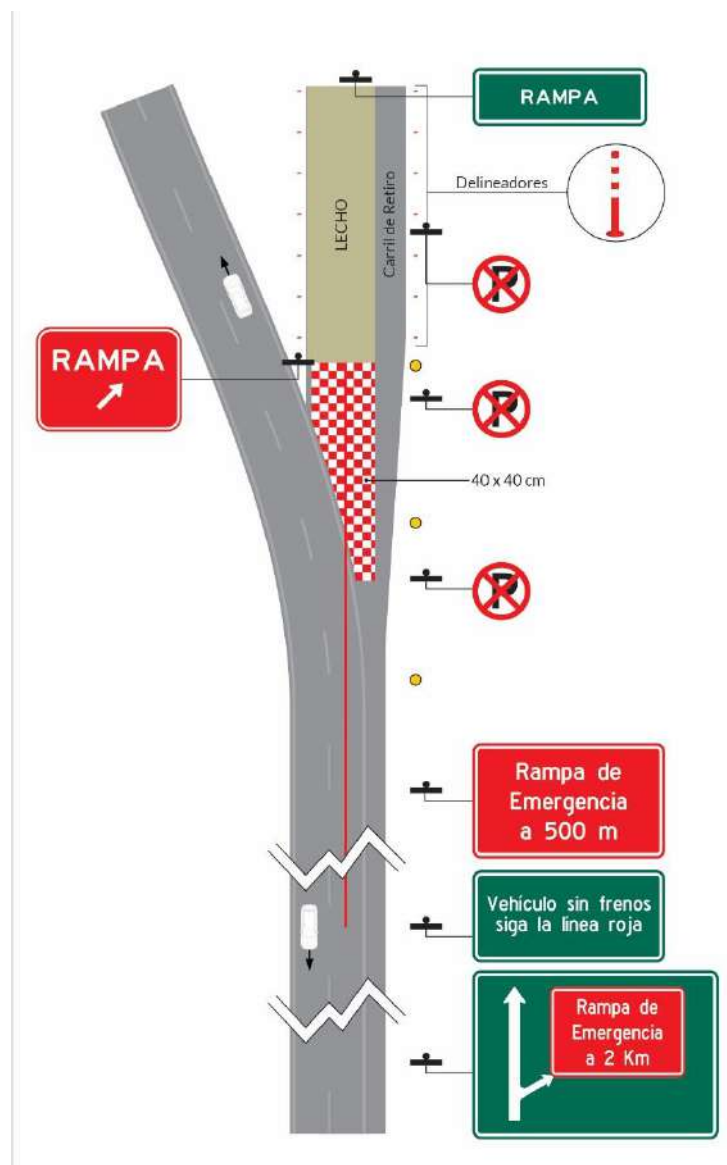 RAMPA
Delineadores
LECHO
Carril de Retiro
P
RAMPA
P
40 x 40 cm
P
Rampa de
Emergencia
a 500 m
Vehículo sin frenos
siga la línea roja
Rampa de
Emergencia
a 2 Km